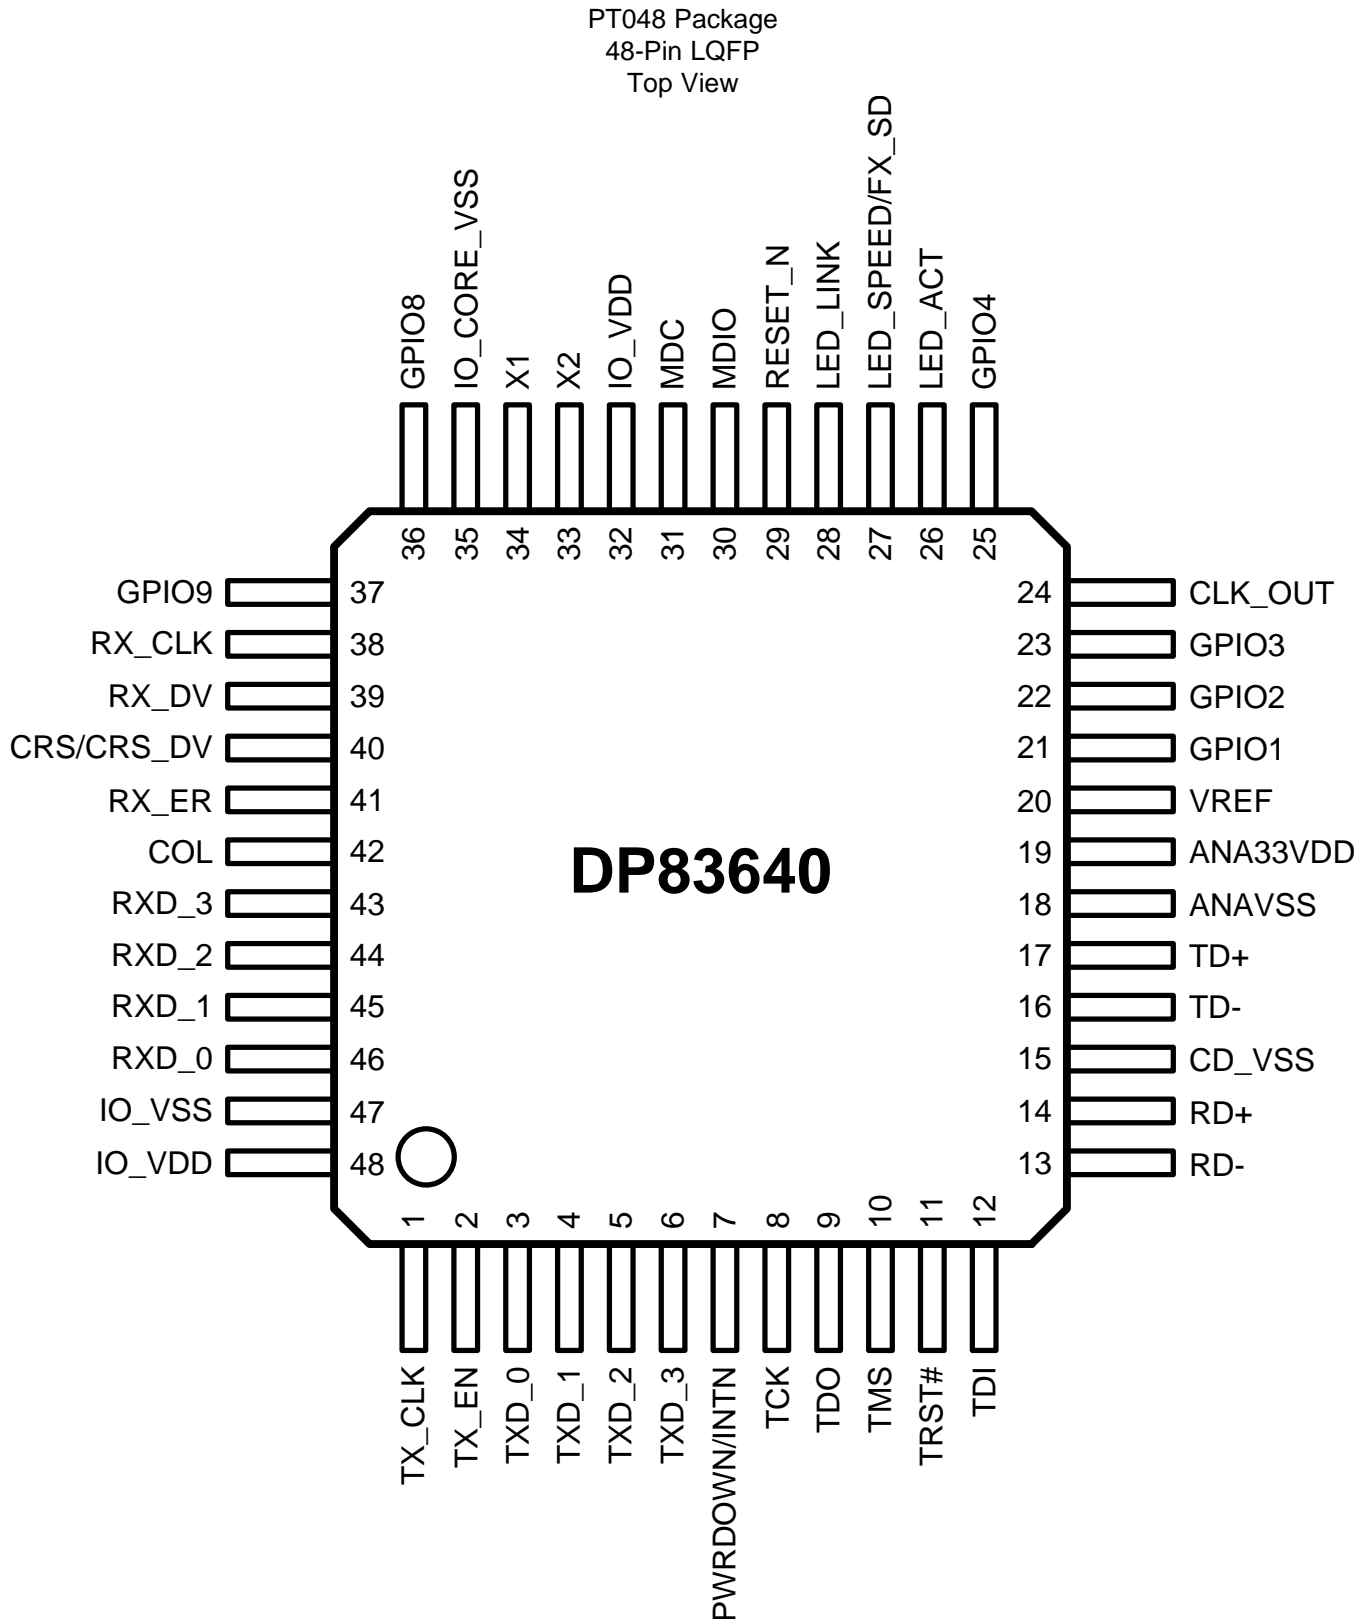 PT048 Package
48-Pin LQFP
Top View
GPIO8
IO_CORE_VSS
X1
X2
IO_VDD
MDC
MDIO
RESET_N
LED_LINK
LED_SPEED/FX_SD
LED_ACT
GPIO4
36
35
34
33
32
31
30
29
28
27
26
25
GPIO9 37
RX_CLK 38
RX_DV 39
CRS/CRS_DV 40
RX_ER 41
COL 42
RXD_3 43
RXD_2 44
RXD_1 45
RXD_0 46
IO_VSS 47
IO_VDD 48
DP83640
24 CLK_OUT
23 GPIO3
22 GPIO2
21 GPIO1
20 VREF
19 ANA33VDD
18 ANAVSS
17 TD+
16 TD-
15 CD_VSS
14 RD+
13 RD-
1
2
3
4
5
6
7
8
9
10
11
12
TX_CLK
TX_EN
TXD_0
TXD_1
TXD_2
TXD_3
PWRDOWN/INTN
TCK
TDO
TMS
TRST#
TDI